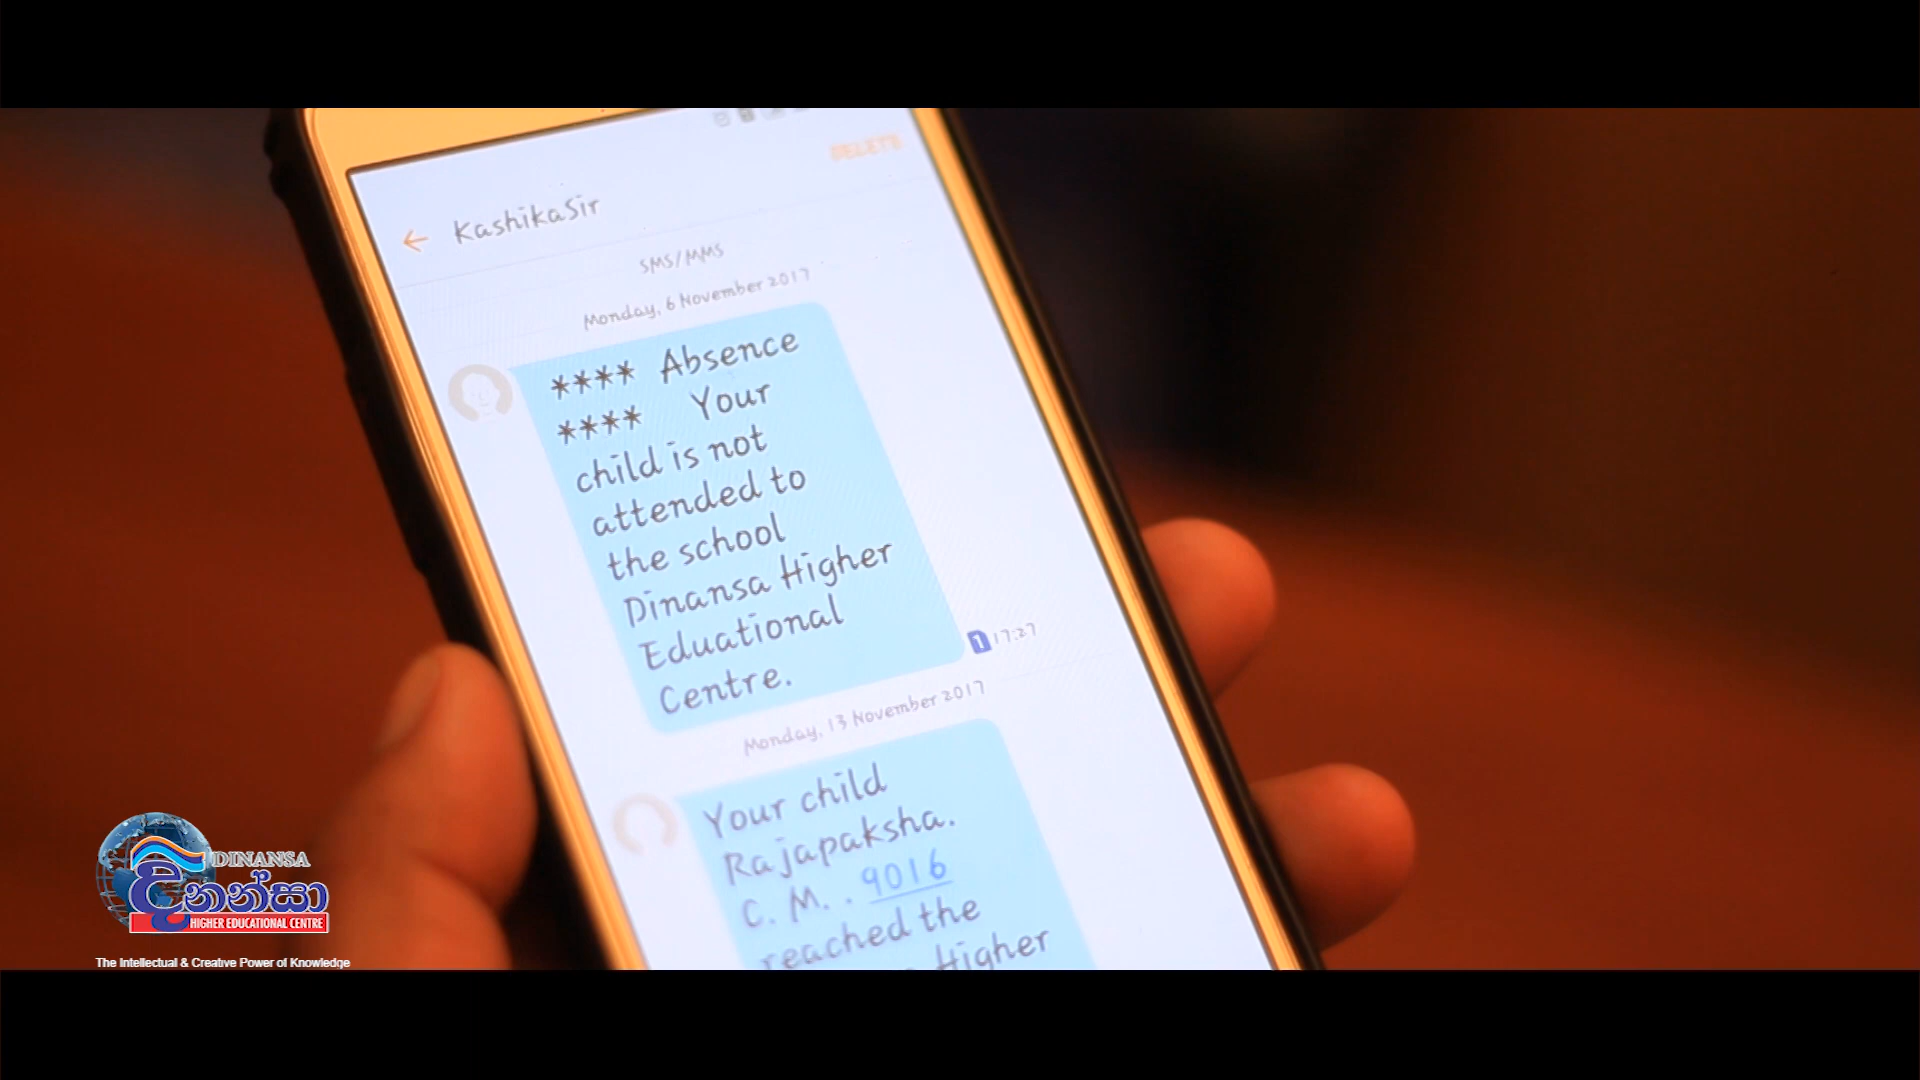 DELETE
← KashikaSir
SMS/MMS
Monday, 6 November 2017
**** Absence
**** Your
child is not
attended to
the school
Dinansa Higher
Eduational
Centre.
1 17:27
Monday, 13 November 2017
Your child
Rajapaksha.
C. M. . 9016
reached the
Higher
DINANSA
දිනන්සා
HIGHER EDUCATIONAL CENTRE
The Intellectual & Creative Power of Knowledge